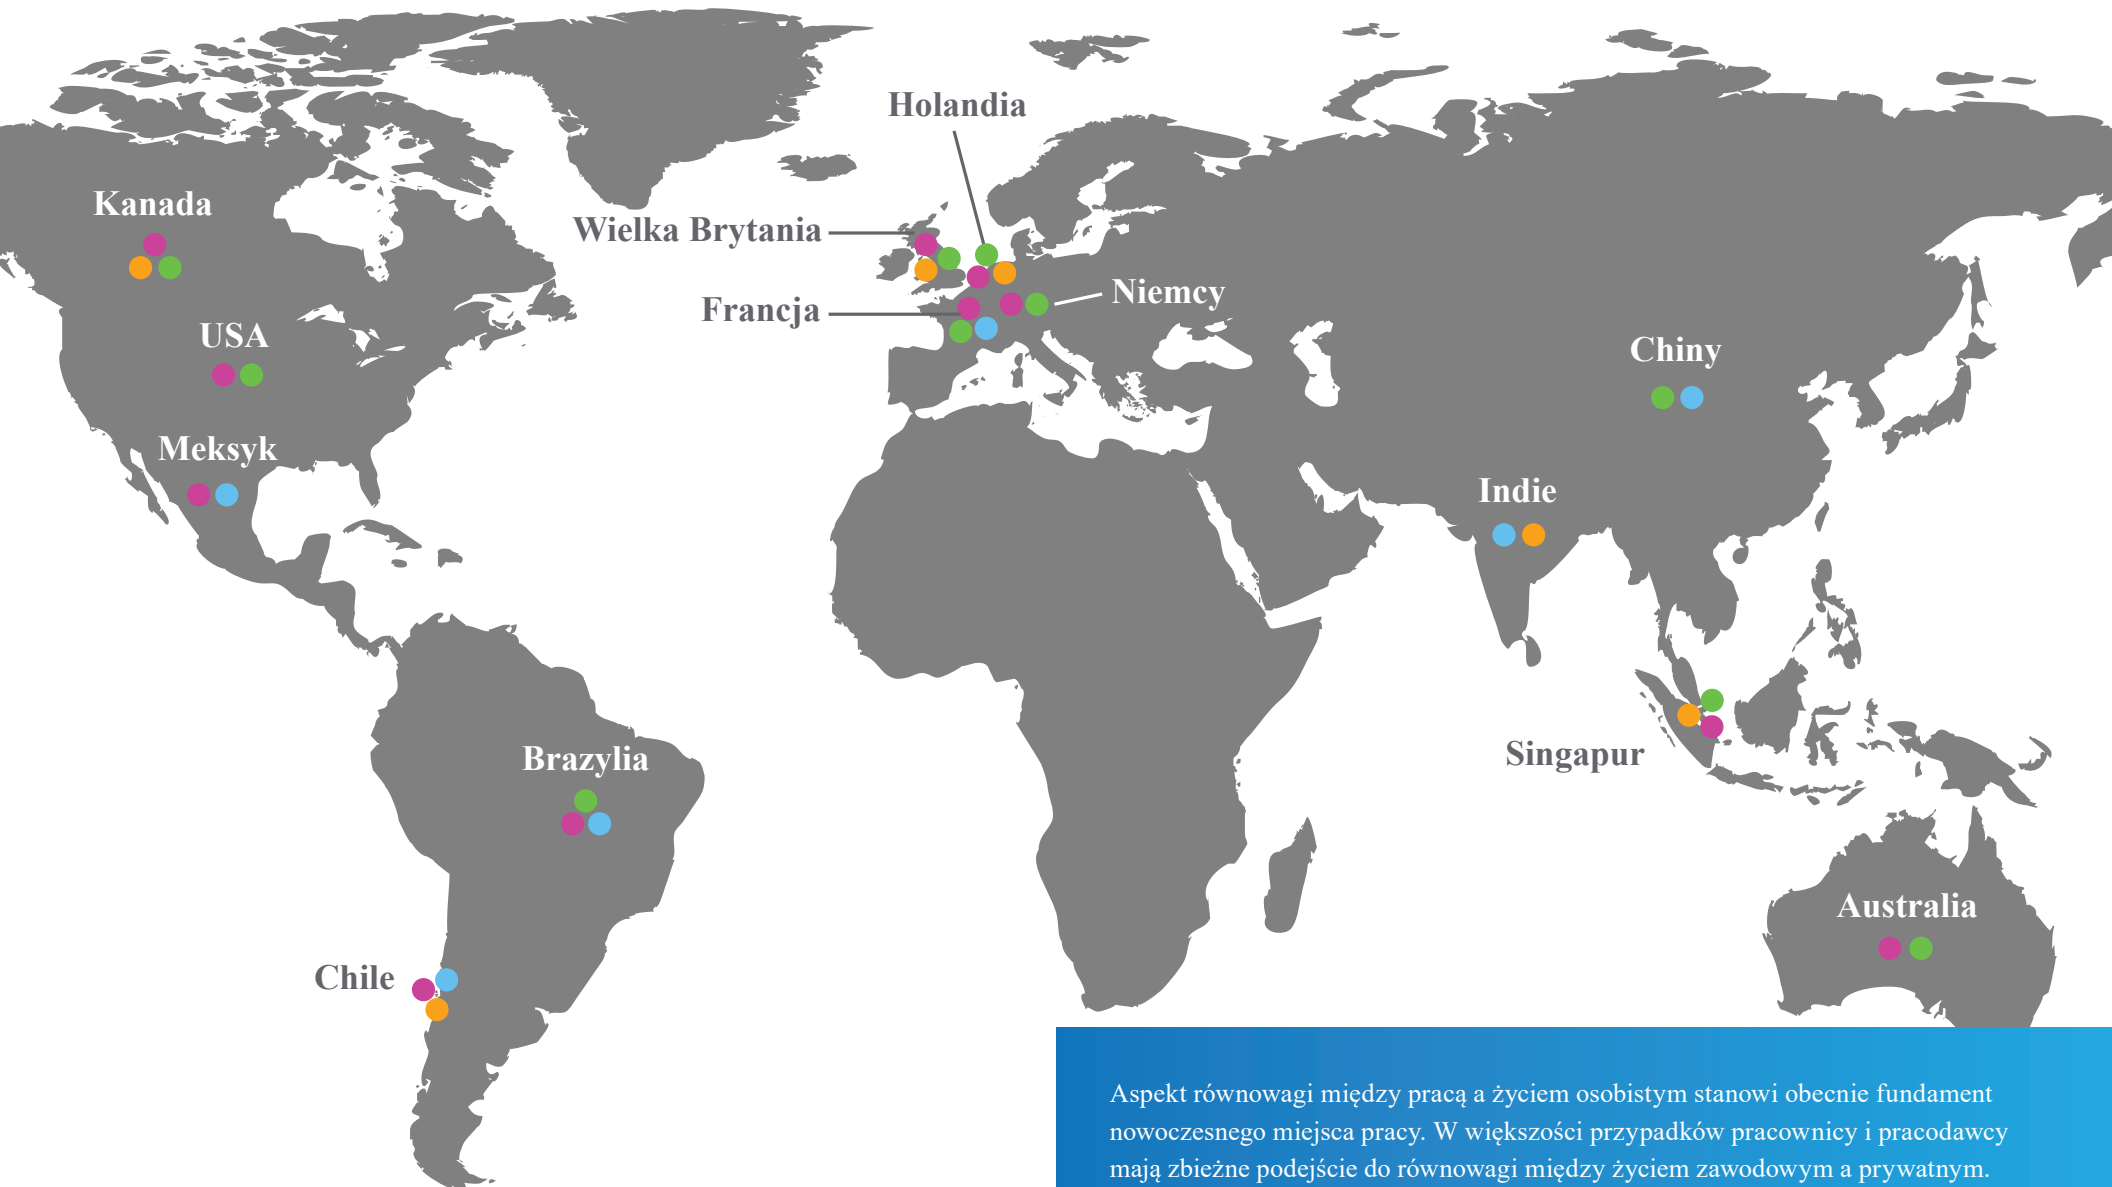 Holandia
Kanada
Wielka Brytania
Niemcy
Francja
USA
Chiny
Meksyk
Indie
Singapur
Brazylia
Australia
Chile
Aspekt równowagi między pracą a życiem osobistym stanowi obecnie fundament
nowoczesnego miejsca pracy. W większości przypadków pracownicy i pracodawcy
mają zbieżne podejście do równowagi między życiem zawodowym a prywatnym.